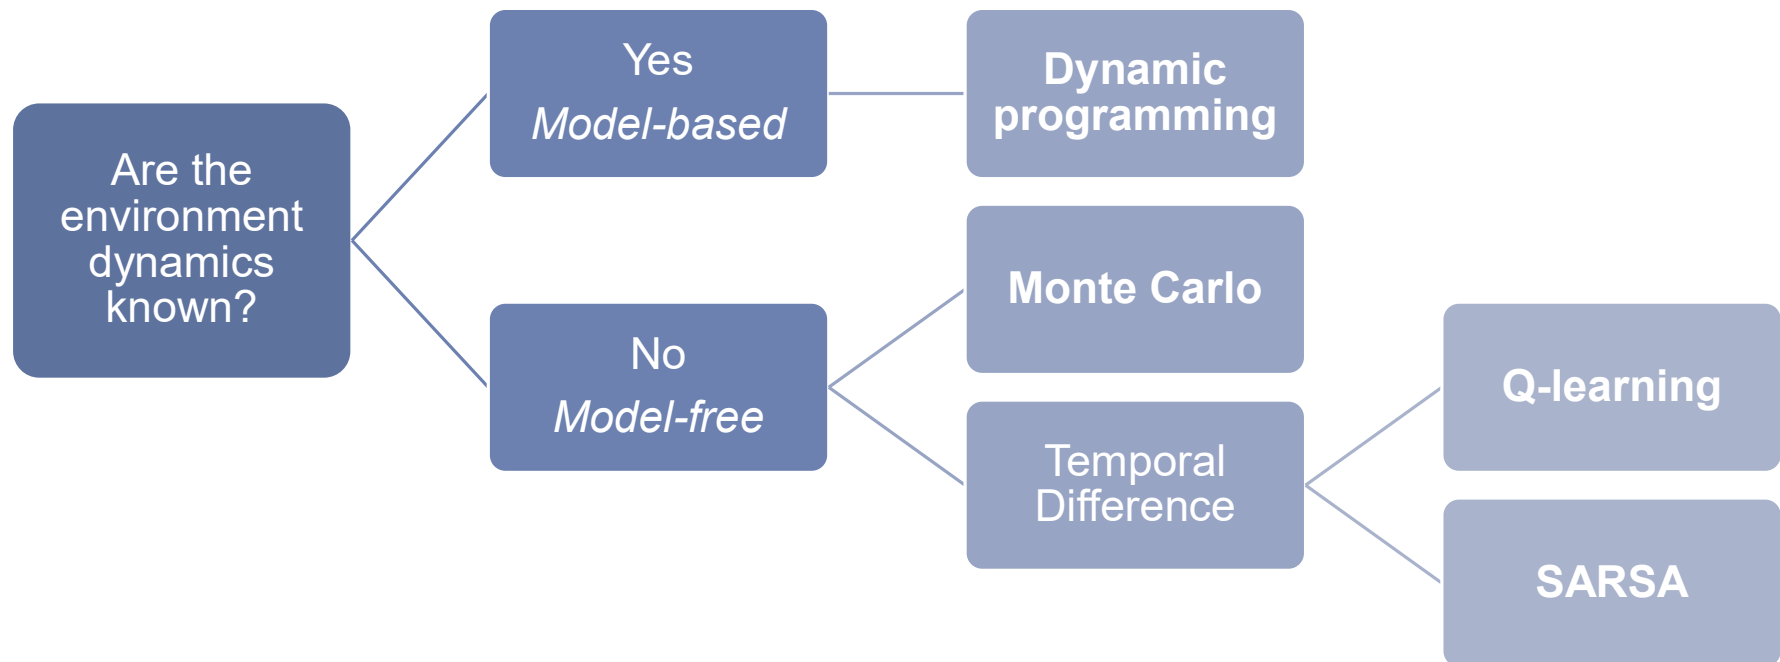 Are the
environment
dynamics
known?
Yes
Model-based
Dynamic
programming
No
Model-free
Monte Carlo
Temporal
Difference
Q-learning
SARSA